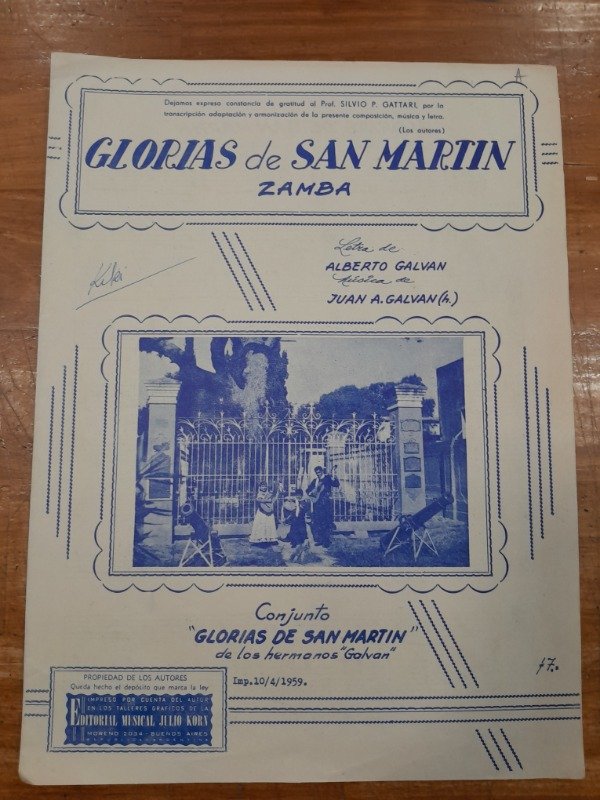 Dejamos expresa constancia de gratitud al Prof. SILVIO P. GATTARI, por la
transcripción adaptación y armonización de la presente composición, música y letra.
(Los autores)
GLORIAS de SAN MARTIN
ZAMBA
Letra de
ALBERTO GALVAN
Música de
JUAN A. GALVAN (h.)
Conjunto
"GLORIAS DE SAN MARTIN"
de los hermanos "Galvan"
PROPIEDAD DE LOS AUTORES
Queda hecho el depósito que marca la ley
IMPRESO POR CUENTA DEL AUTOR
EN LOS TALLERES GRAFICOS DE LA
EDITORIAL MUSICAL JULIO KORN
MORENO 2034 - BUENOS AIRES
REPUBLICA ARGENTINA
Imp. 10/4/1959.